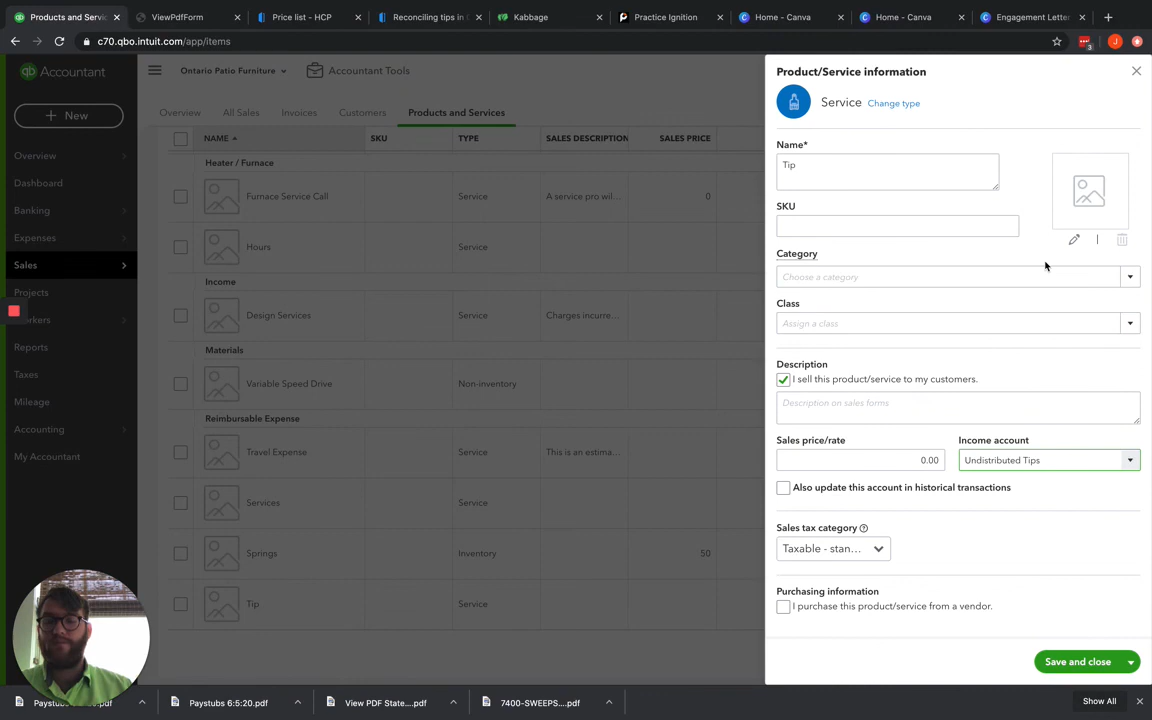 Products and Servic
ViewPdfForm
Price list - HCP
Reconciling tips in Q
Kabbage
Practice Ignition
Home - Canva
Home - Canva
Engagement Letter
c70.qbo.intuit.com/app/items
3
J
qb Accountant
Ontario Patio Furniture
Accountant Tools
+ New
Overview
Dashboard
Banking
Expenses
Sales
Projects
orkers
Reports
Taxes
Mileage
Accounting
My Accountant
Overview
All Sales
Invoices
Customers
Products and Services
NAME
SKU
TYPE
SALES DESCRIPTION
SALES PRICE
Heater / Furnace
Furnace Service Call
Service
A service pro wil...
0
Hours
Service
Income
Design Services
Service
Charges incurre...
Materials
Variable Speed Drive
Non-inventory
Reimbursable Expense
Travel Expense
Service
This is an estima...
Services
Service
Springs
Inventory
50
Tip
Service
Product/Service information
Service
Change type
Name*
Tip
SKU
Category
Choose a category
Class
Assign a class
Description
I sell this product/service to my customers.
Description on sales forms
Sales price/rate
Income account
0.00
Undistributed Tips
Also update this account in historical transactions
Sales tax category
Taxable - stan...
Purchasing information
I purchase this product/service from a vendor.
Save and close
Paystubs 6:5:20.pdf
View PDF State....pdf
7400-SWEEPS...pdf
Show All